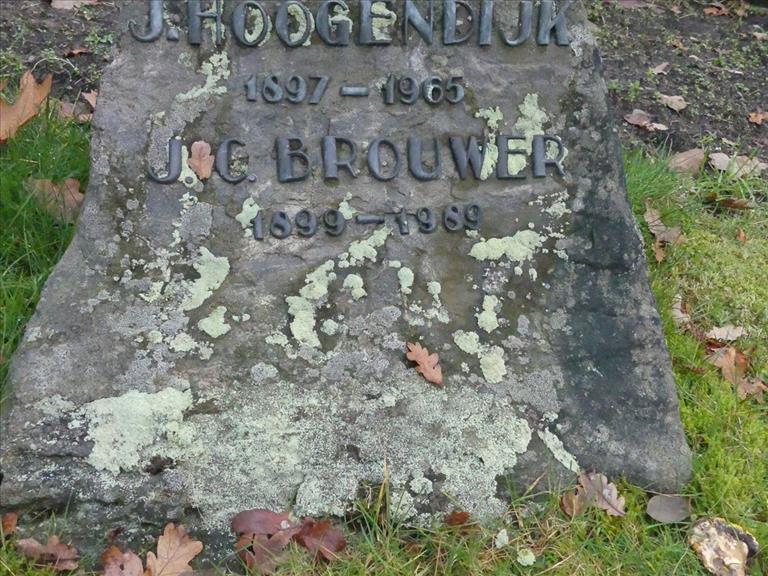 J. HOOGENDIJK
1897 - 1965
J.C. BROUWER
1899 - 1989